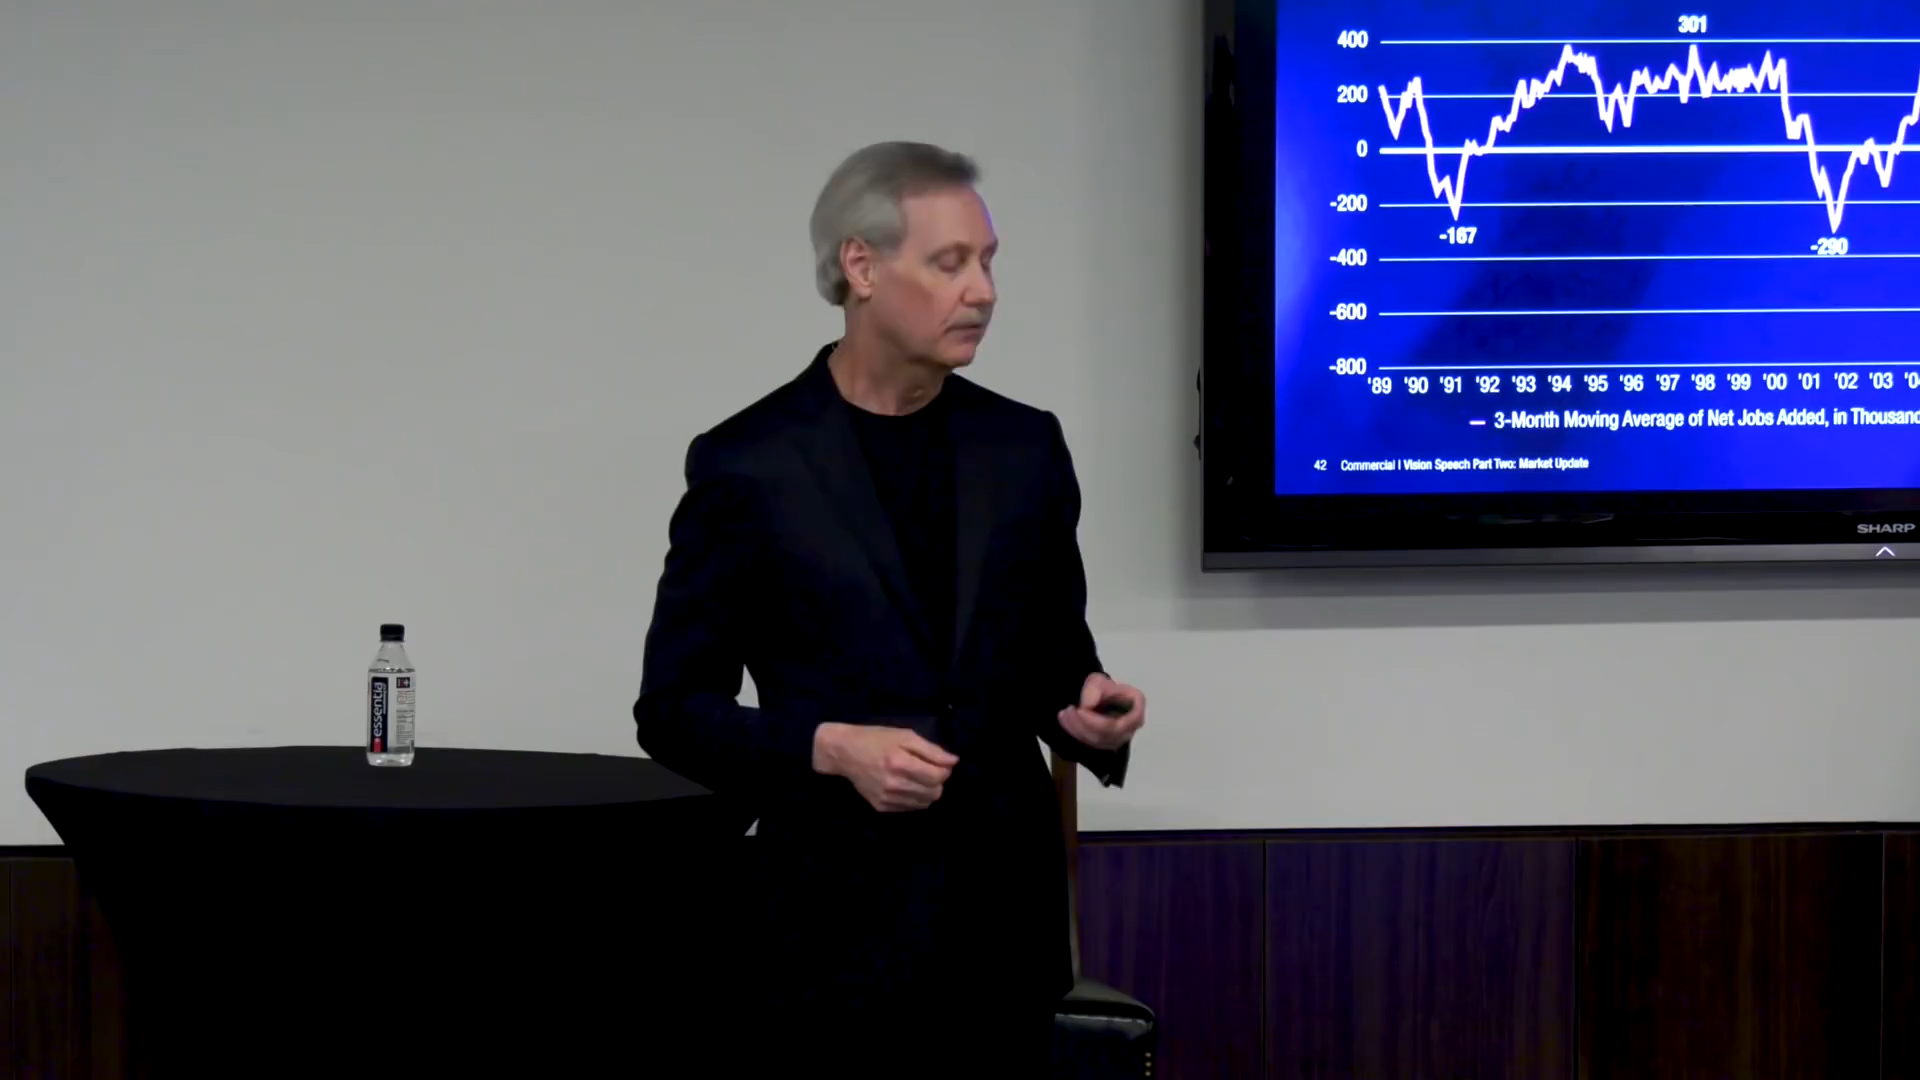 301
400
200
0
-200
-167
-290
-400
-600
-800
'89 '90 '91 '92 '93 '94 '95 '96 '97 '98 '99 '00 '01 '02 '03
3-Month Moving Average of Net Jobs Added, in
42 Commercial | Vision Speech Part Two: Market Update
SHARP
essentia